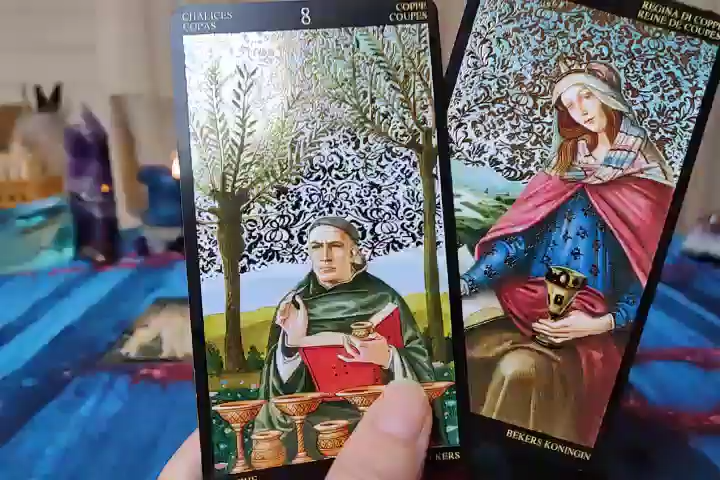 CHALICES
COPAS
8
COPPE
COUPES
KERS
REGINA DI COPPE
REINE DE COUPES
BEKERS KONINGIN